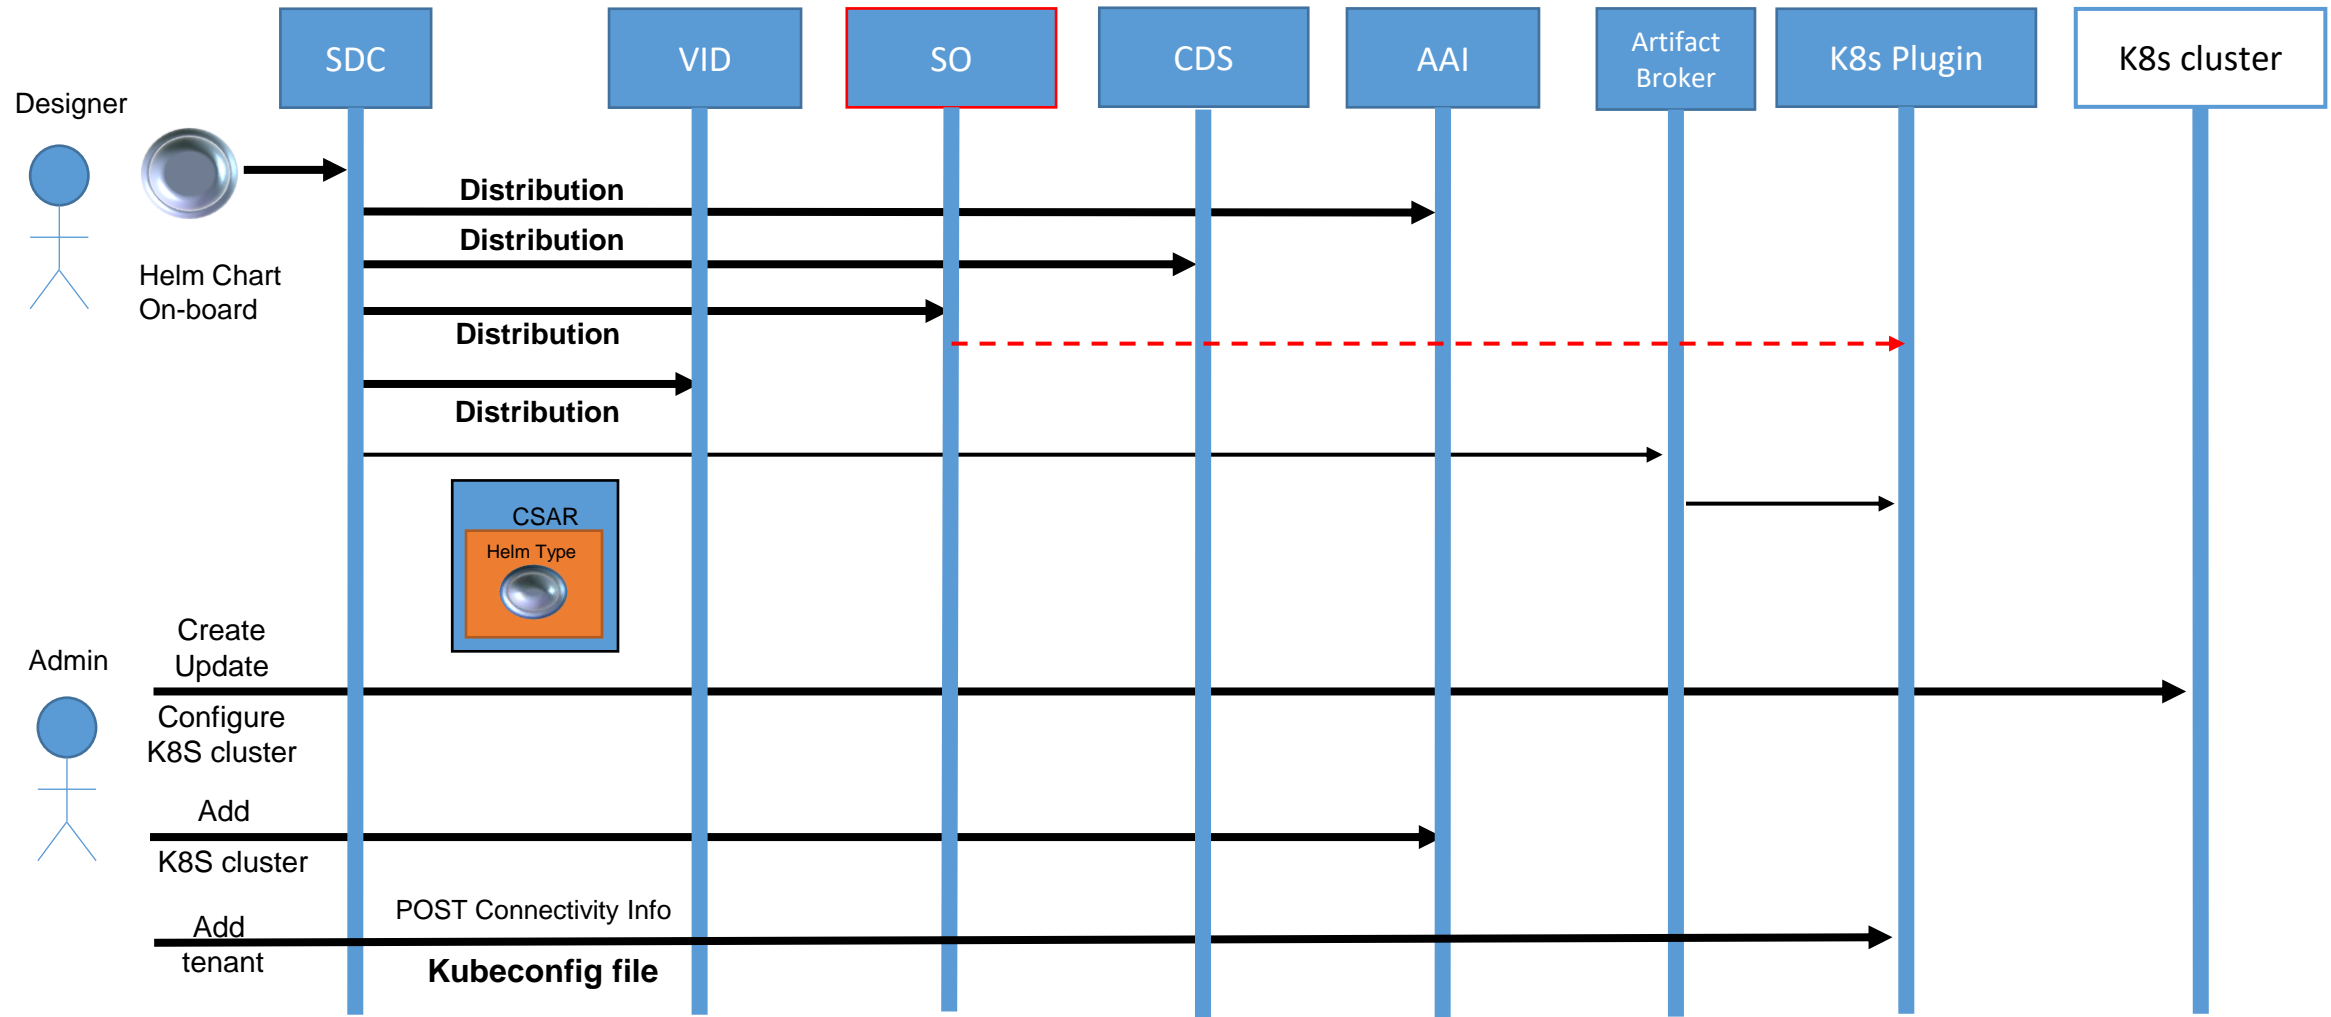 SDC
VID
SO
CDS
AAI
Artifact
Broker
K8s Plugin
K8s cluster
Designer
Helm Chart
On-board
Distribution
Distribution
Distribution
Distribution
CSAR
Helm Type
Admin
Create
Update
Configure
K8S cluster
Add
K8S cluster
POST Connectivity Info
Add
tenant
Kubeconfig file